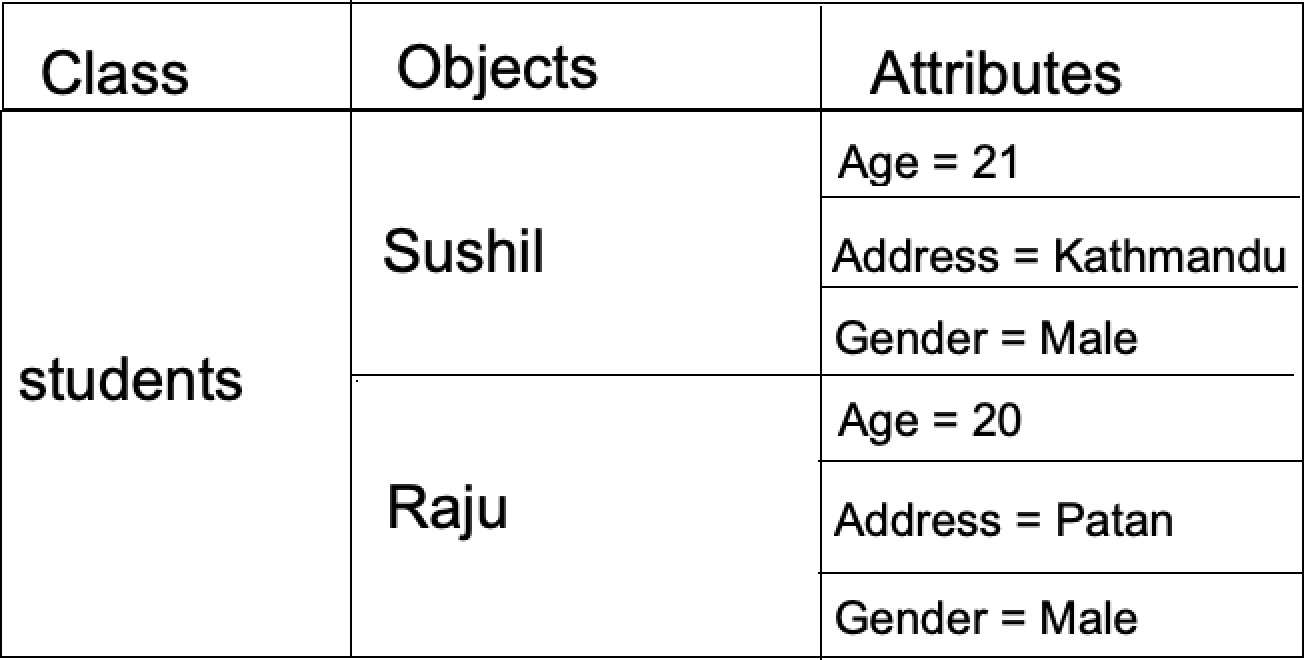 Class
Objects
Attributes
students
Sushil
Age = 21
Address = Kathmandu
Gender = Male
Raju
Age = 20
Address = Patan
Gender = Male